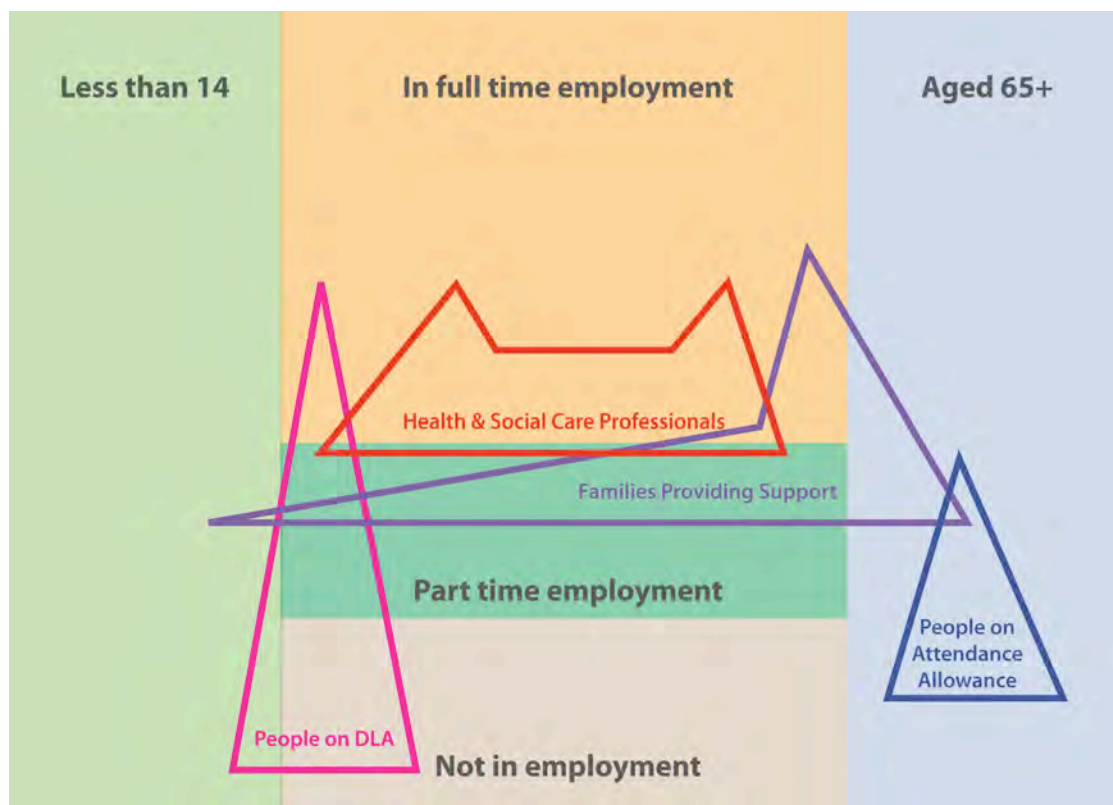 Less than 14
In full time employment
Aged 65+
Health & Social Care Professionals
Families Providing Support
Part time employment
People on
Attendance
Allowance
People on DLA
Not in employment